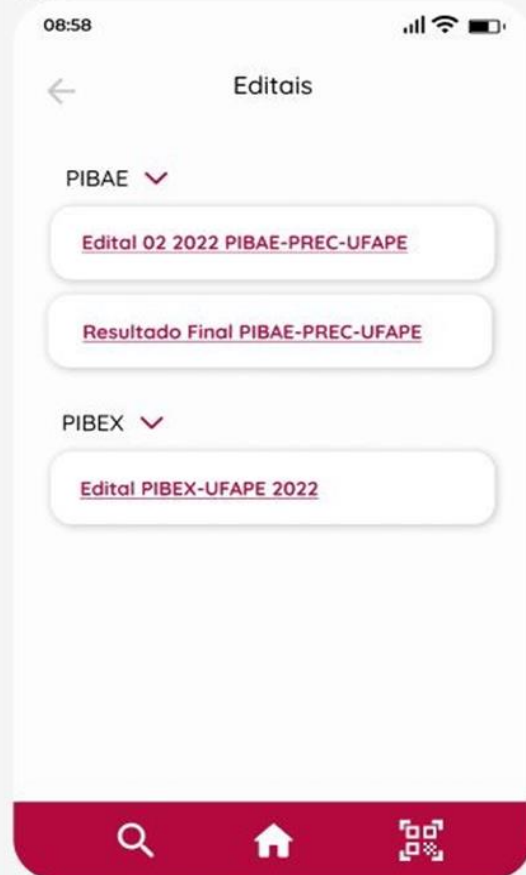 08:58
Editais
PIBAE
Edital 02 2022 PIBAE-PREC-UFAPE
Resultado Final PIBAE-PREC-UFAPE
PIBEX
Edital PIBEX-UFAPE 2022